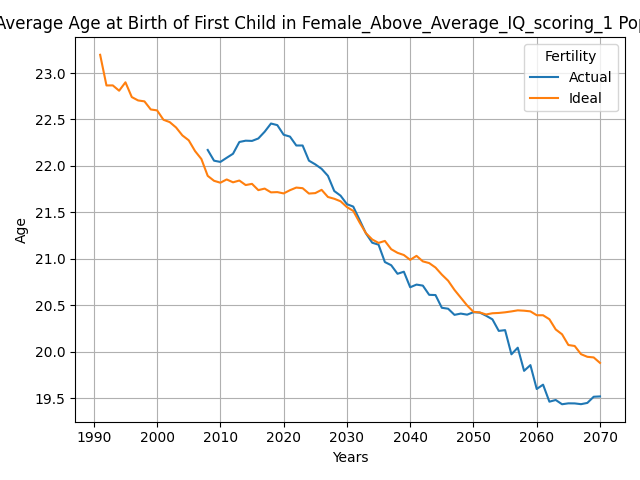 Average Age at Birth of First Child in Female_Above_Average_IQ_scoring_1
Age
23.0
22.5
22.0
21.5
21.0
20.5
20.0
19.5
Fertility
Actual
Ideal
1990 2000 2010 2020 2030 2040 2050 2060 2070
Years